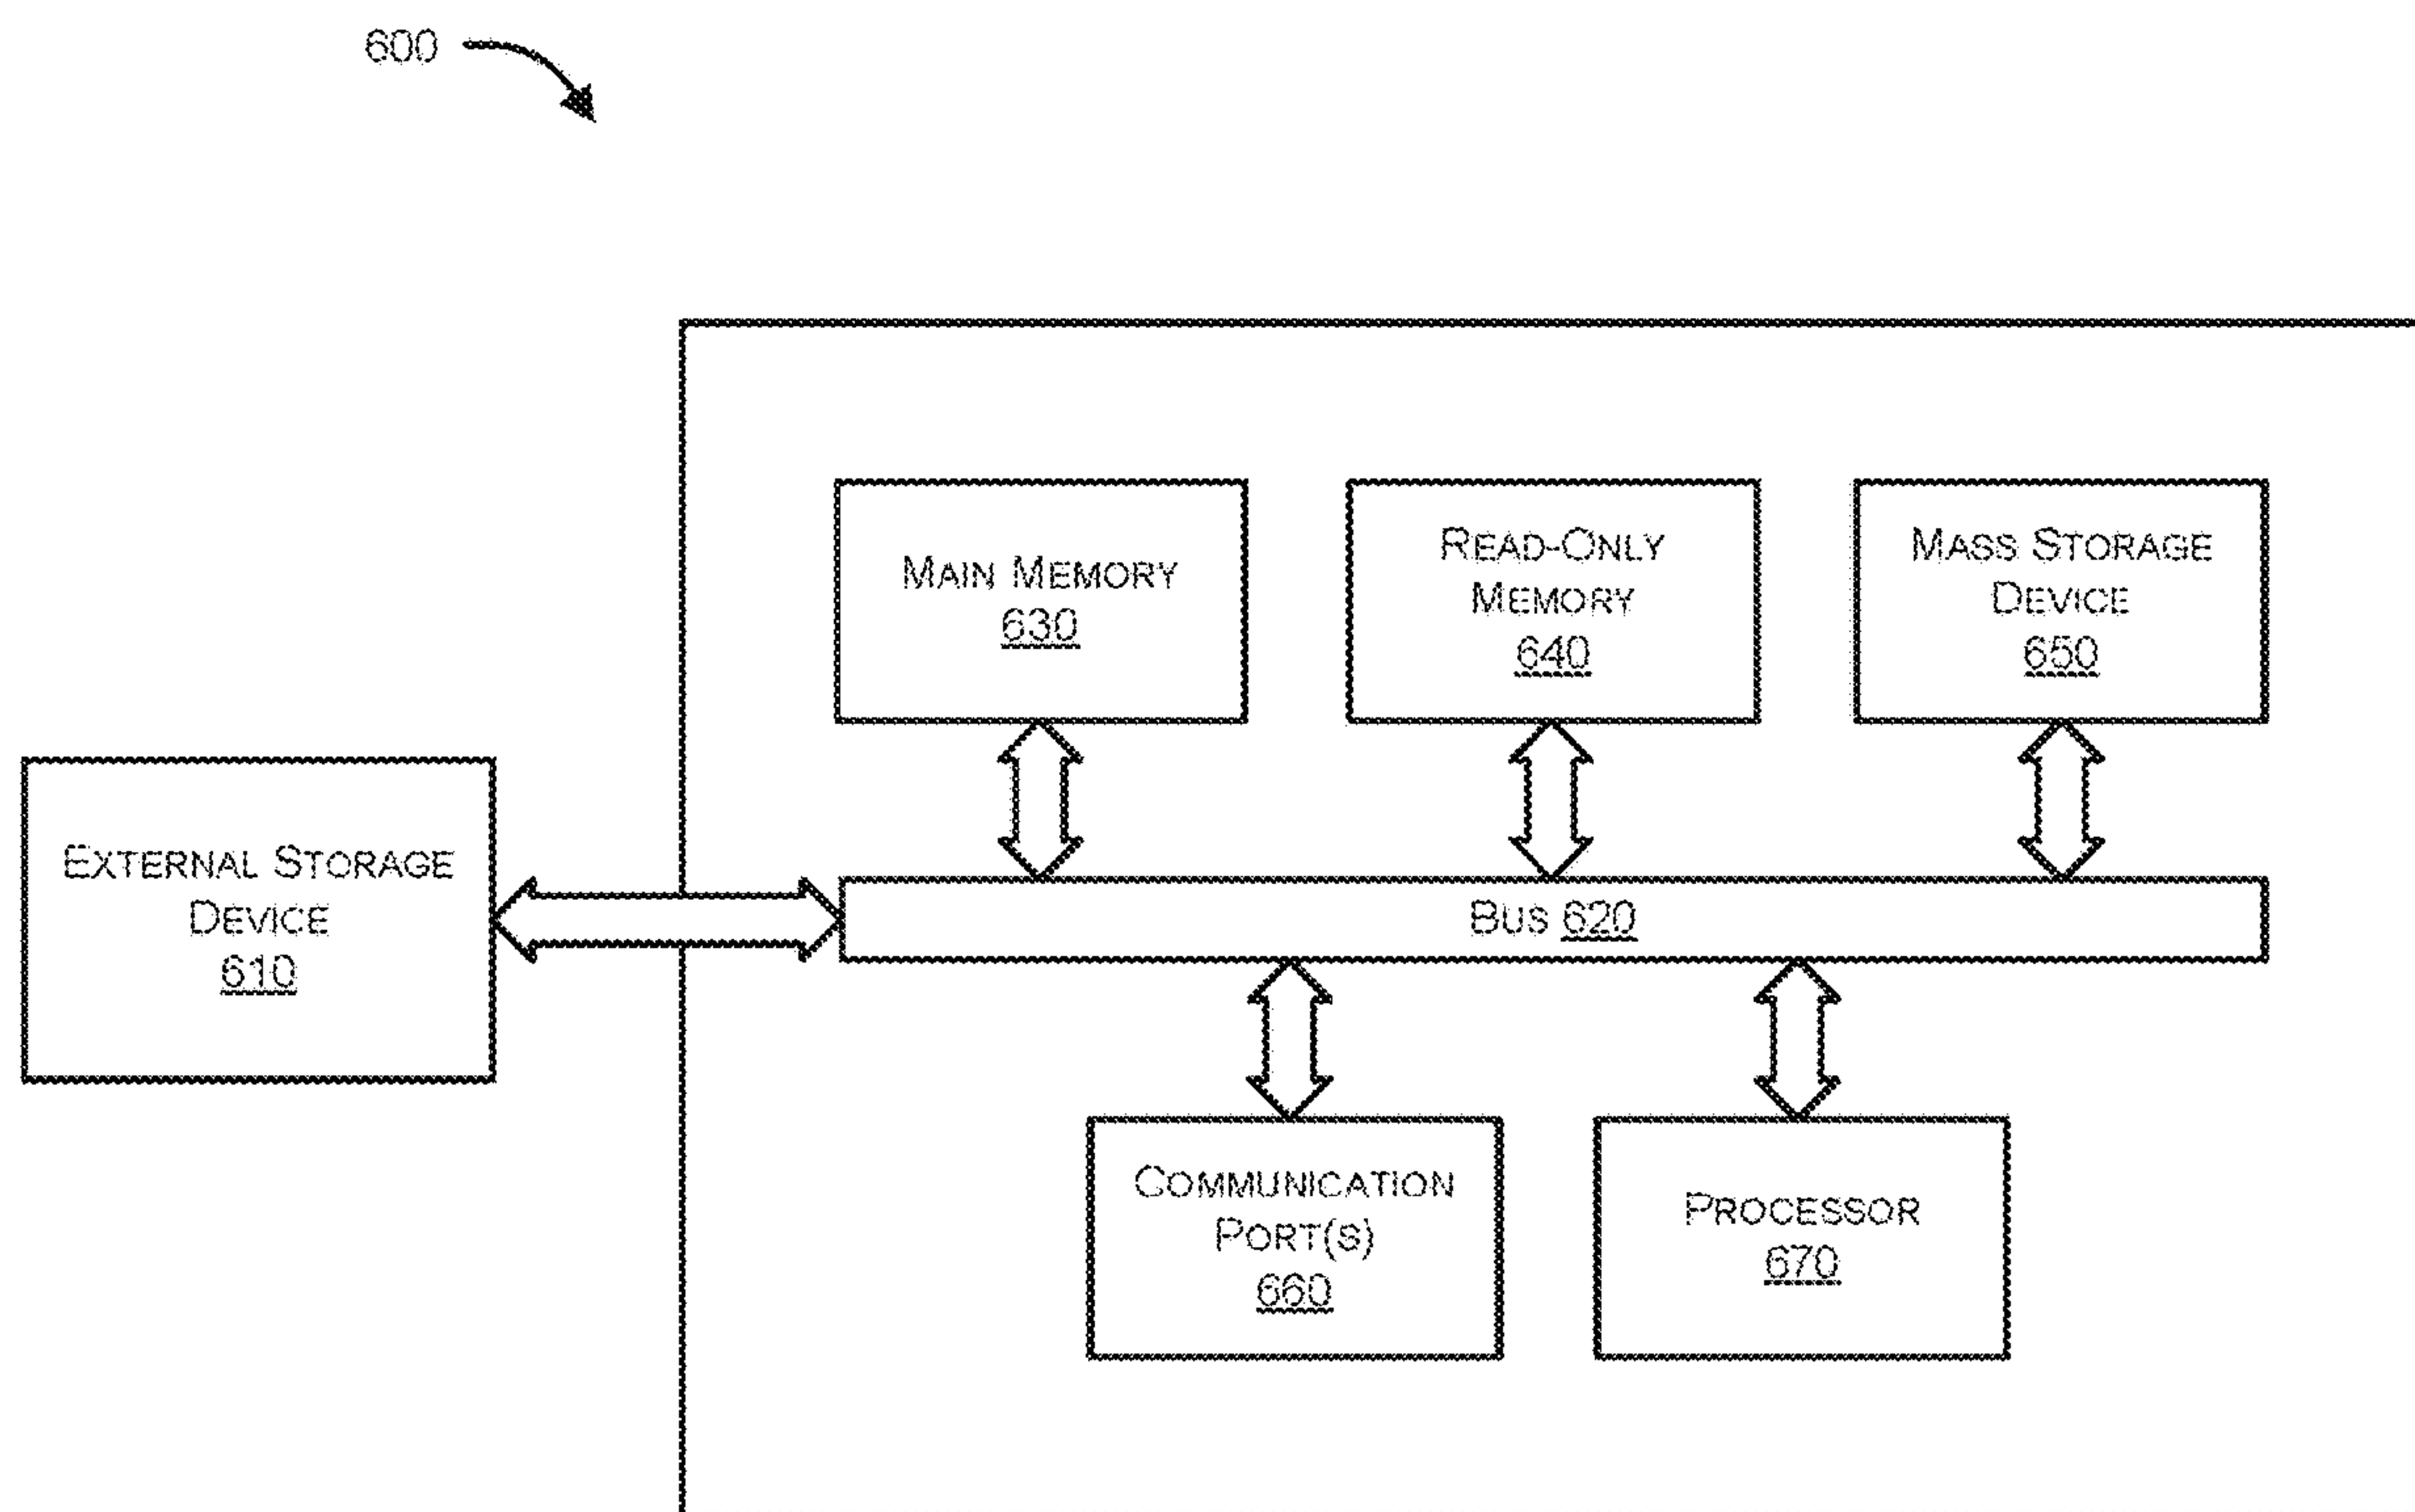 600
MAIN MEMORY
630
READ-ONLY
MEMORY
640
MASS STORAGE
DEVICE
650
EXTERNAL STORAGE
DEVICE
610
BUS 620
COMMUNICATION
PORT(S)
660
PROCESSOR
670